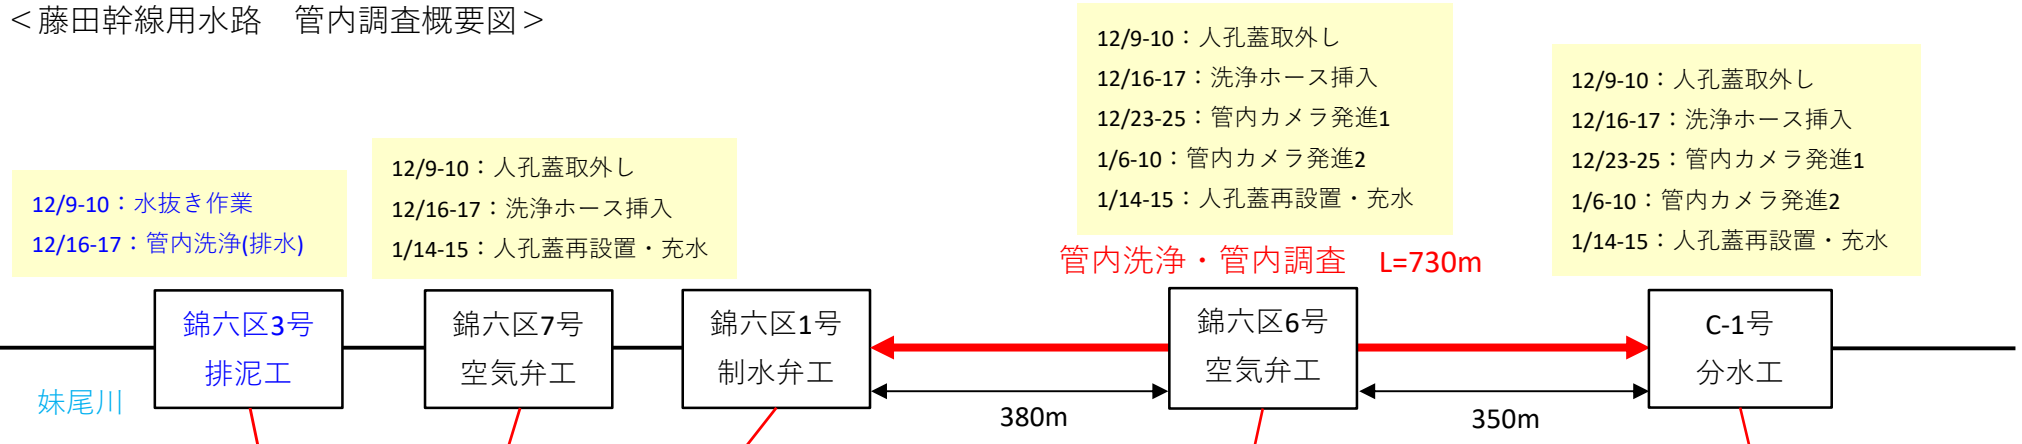 ＜藤田幹線用水路　管内調査概要図＞
12/9-10：水抜き作業
12/16-17：管内洗浄(排水)
12/9-10：人孔蓋取外し
12/16-17：洗浄ホース挿入
1/14-15：人孔蓋再設置・充水
12/9-10：人孔蓋取外し
12/16-17：洗浄ホース挿入
12/23-25：管内カメラ発進1
1/6-10：管内カメラ発進2
1/14-15：人孔蓋再設置・充水
12/9-10：人孔蓋取外し
12/16-17：洗浄ホース挿入
12/23-25：管内カメラ発進1
1/6-10：管内カメラ発進2
1/14-15：人孔蓋再設置・充水
管内洗浄・管内調査　L=730m
錦六区3号
排泥工
錦六区7号
空気弁工
錦六区1号
制水弁工
錦六区6号
空気弁工
C-1号
分水工
妹尾川
380m
350m